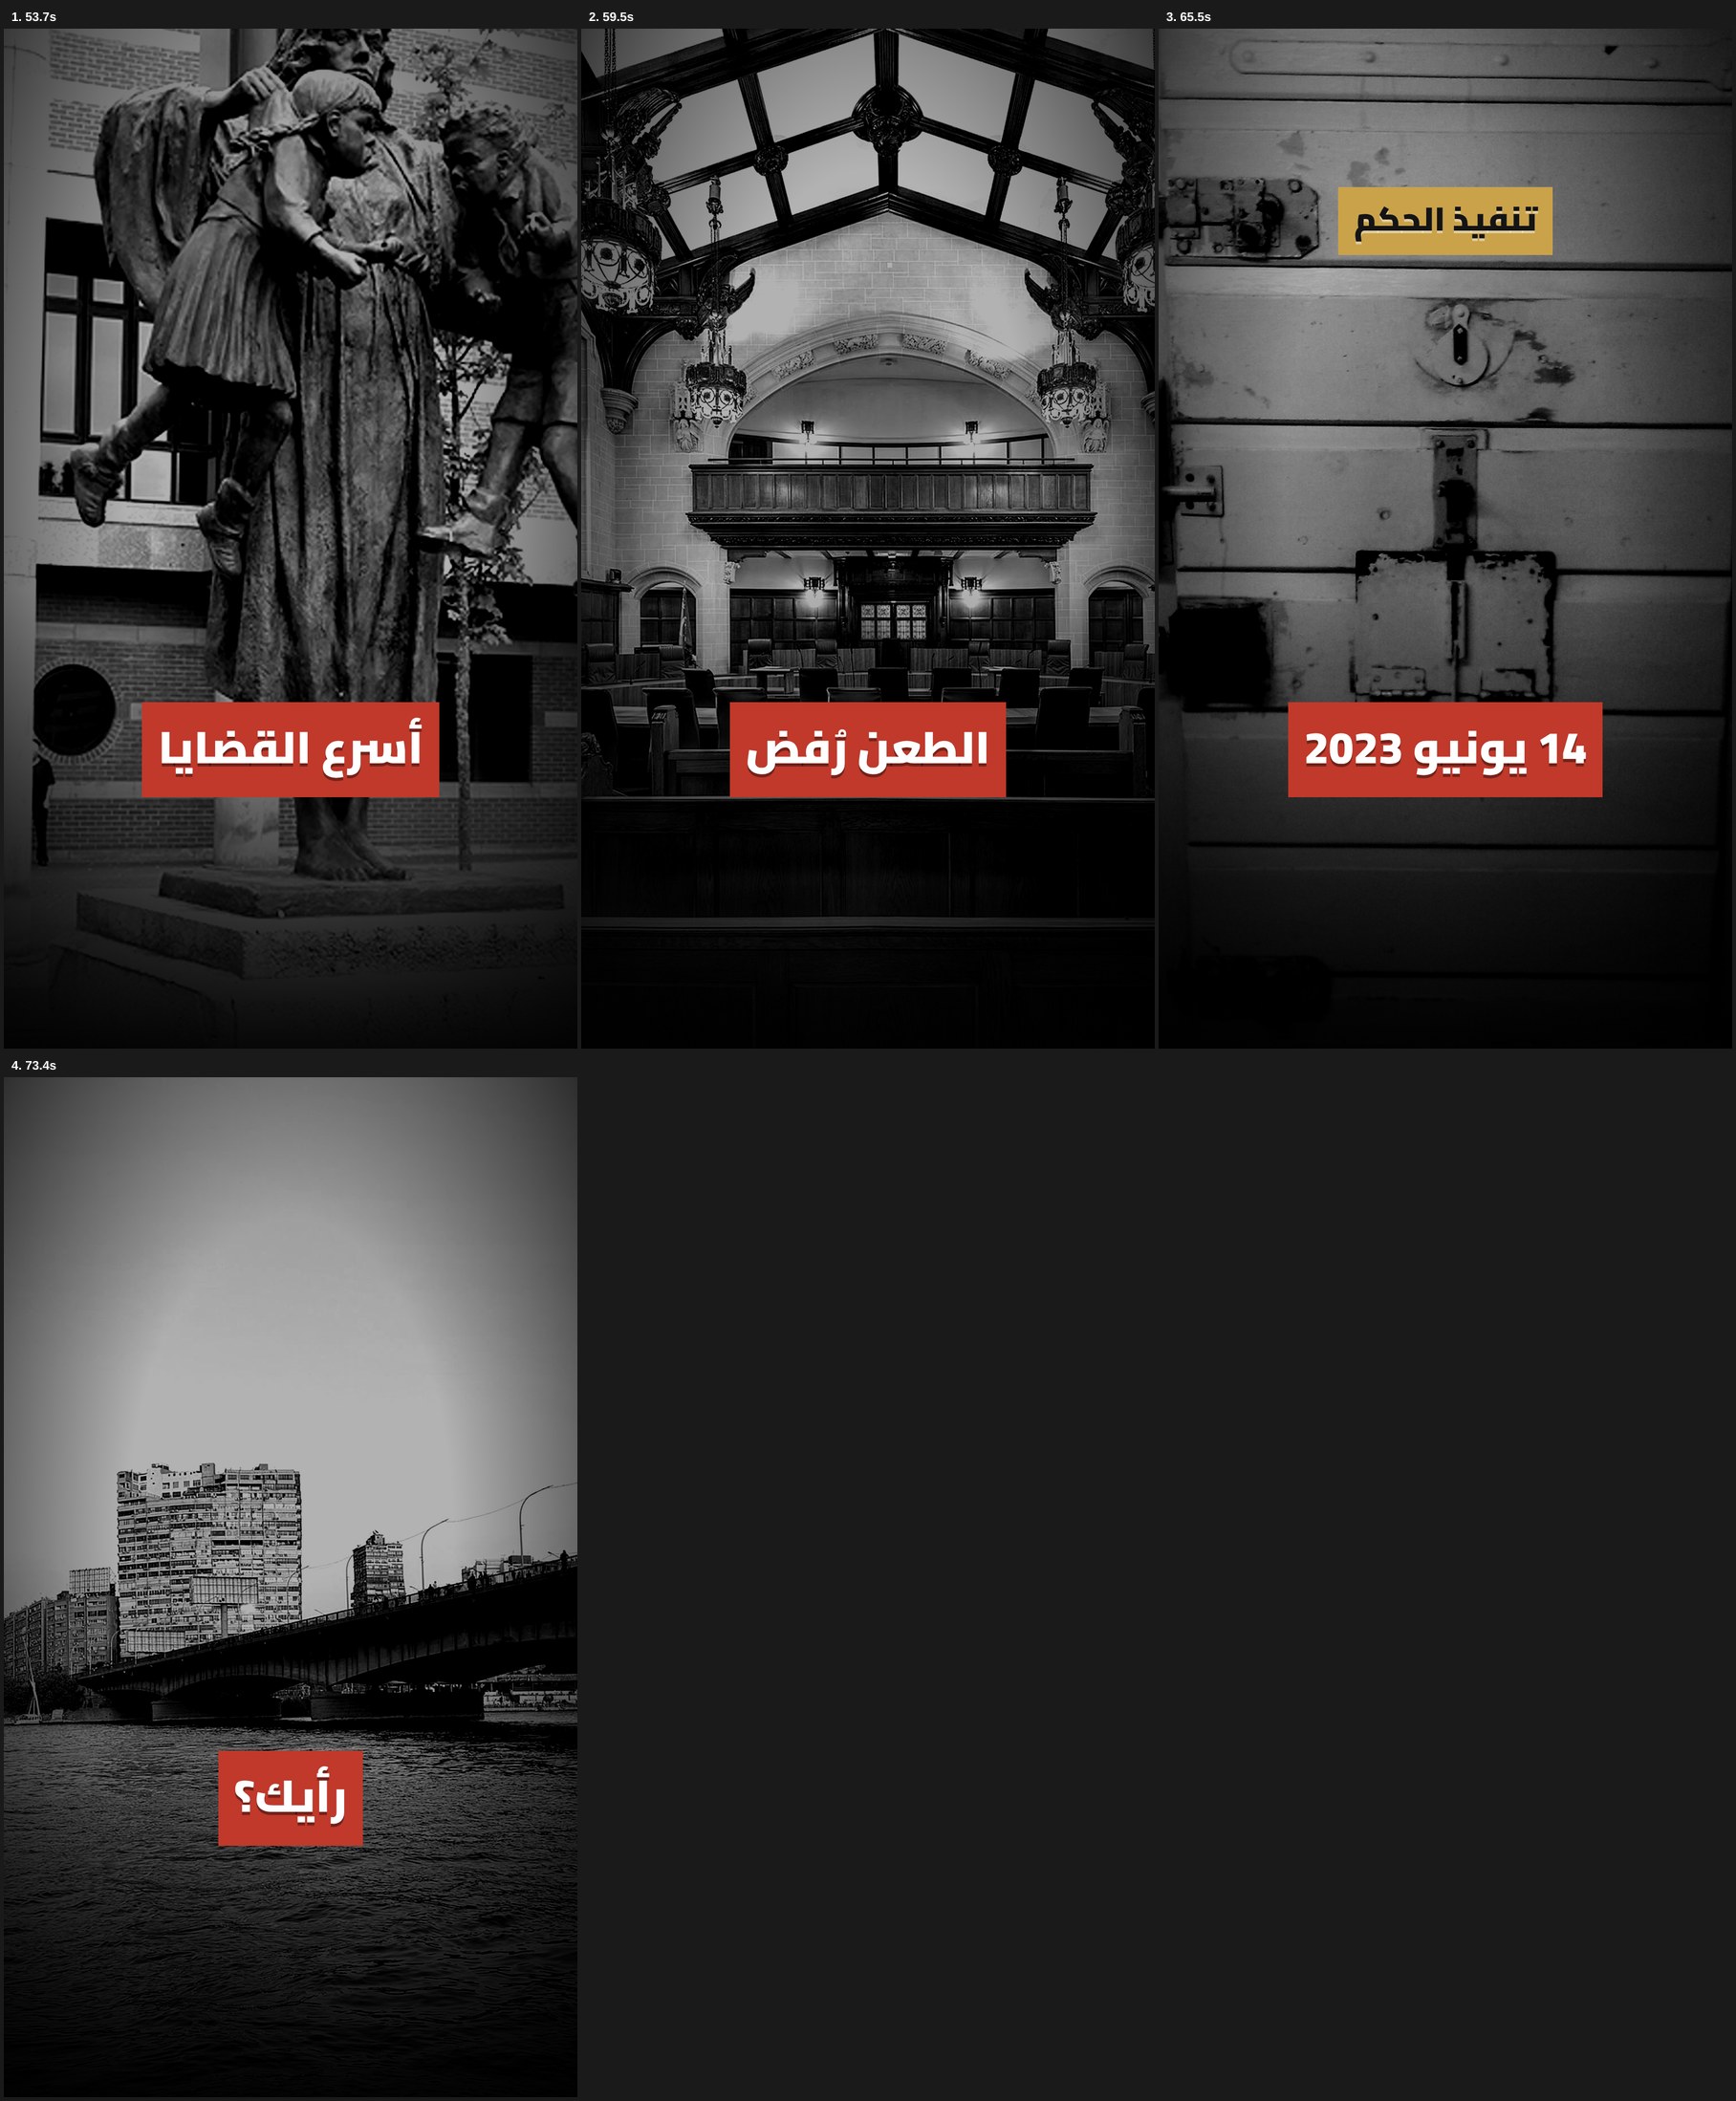 1. 53.7s
أسرع القضايا
2. 59.5s
الطعن رُفض
3. 65.5s
تنفيذ الحكم
14 يونيو 2023
4. 73.4s
رأيك؟